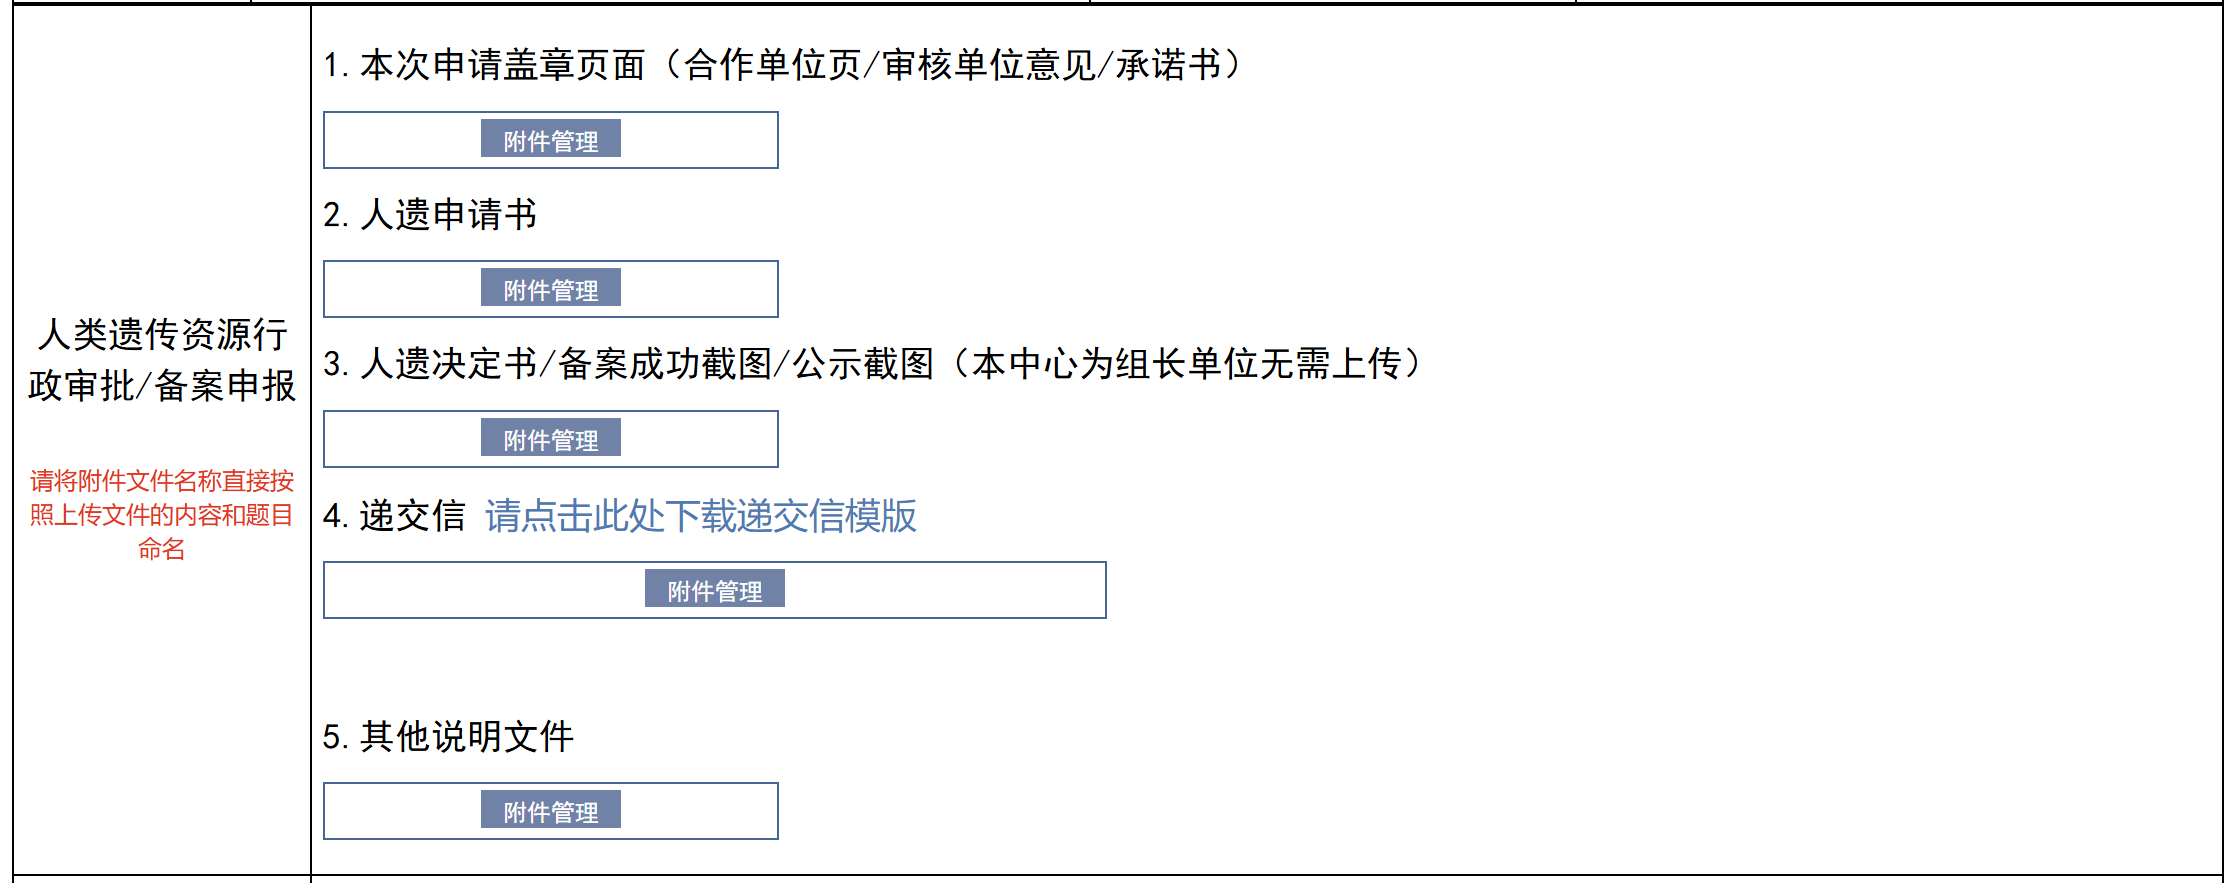 人类遗传资源行
政审批/备案申报
请将附件文件名称直接按
照上传文件的内容和题目
命名
1.本次申请盖章页面（合作单位页/审核单位意见/承诺书）
附件管理
2.人遗申请书
附件管理
3.人遗决定书/备案成功截图/公示截图（本中心为组长单位无需上传）
附件管理
4.递交信 请点击此处下载递交信模版
附件管理
5.其他说明文件
附件管理